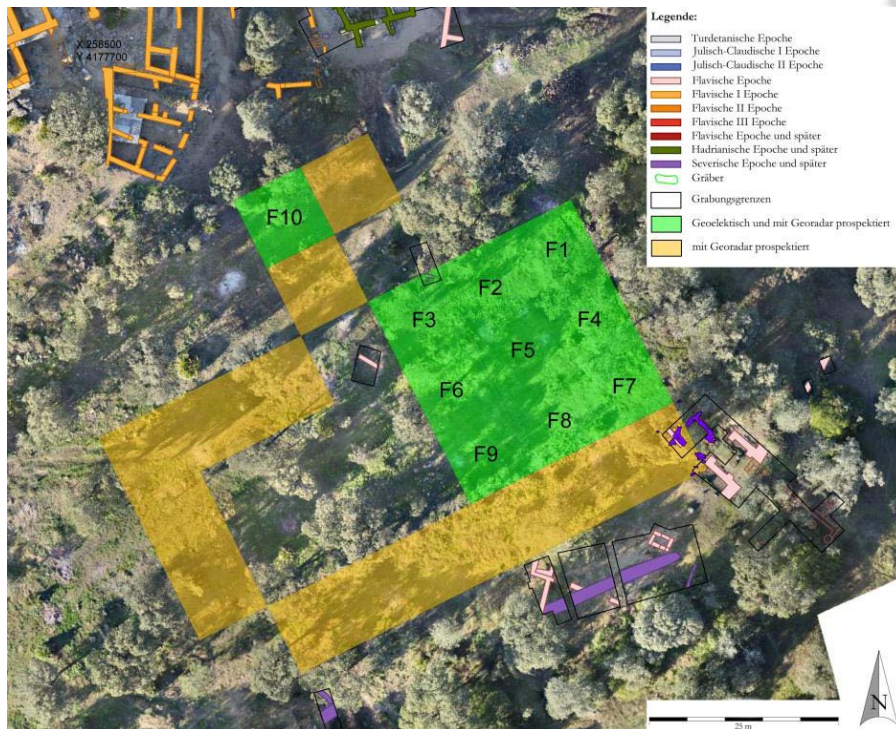 X 258500
Y 4177700
F10
F1
F2
F3
F4
F5
F6
F7
F8
F9
Legende:
Turdetanische Epoche
Julisch-Claudische I Epoche
Julisch-Claudische II Epoche
Flavische Epoche
Flavische I Epoche
Flavische II Epoche
Flavische III Epoche
Flavische Epoche und später
Hadrianische Epoche und später
Severische Epoche und später
Gräber
Grabungsgrenzen
Geoelektisch und mit Georadar prospektiert
mit Georadar prospektiert
N
25 m